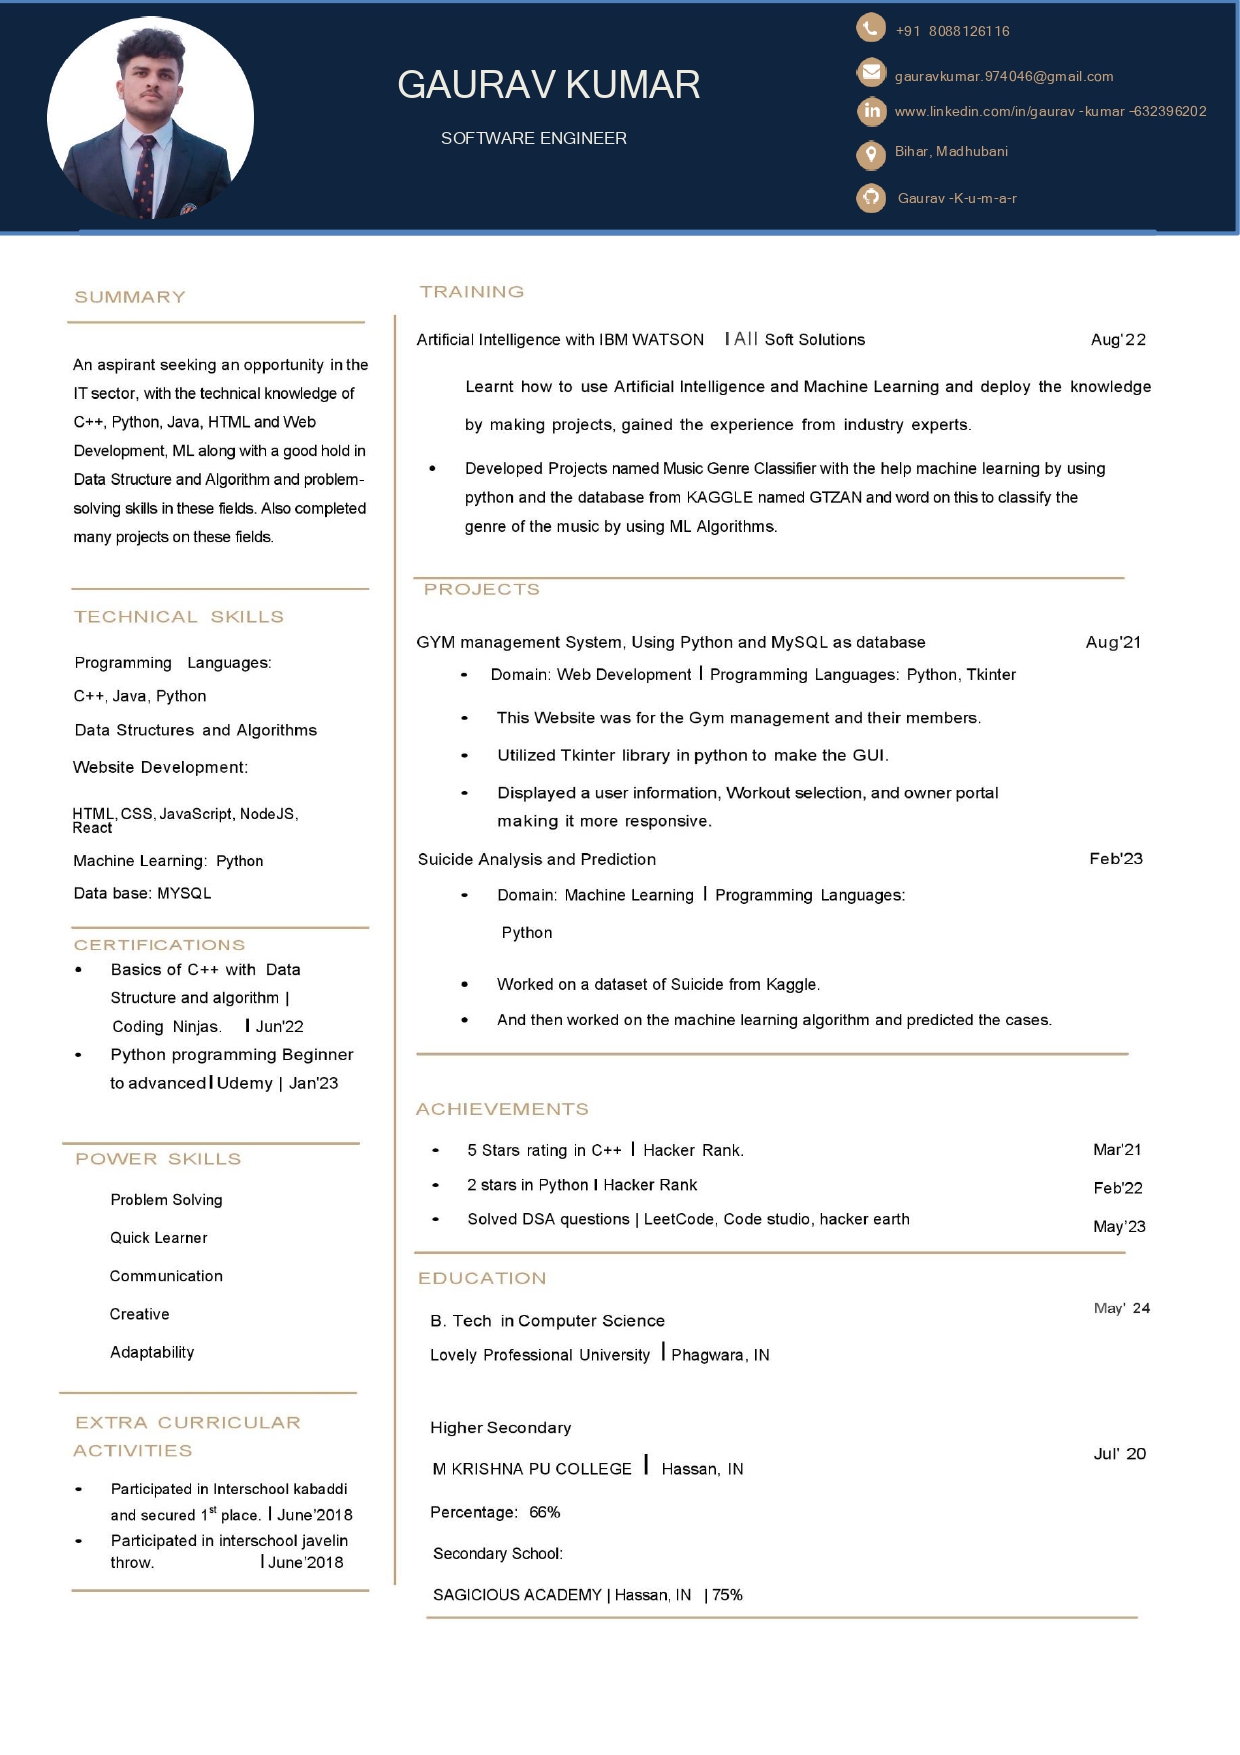 GAURAV KUMAR
SOFTWARE ENGINEER
+91 8088126116
gauravkumar.974046@gmail.com
www.linkedin.com/in/gaurav -kumar –632396202
Bihar, Madhubani
Gaurav -K-u-m-a-r
SUMMARY
An aspirant seeking an opportunity in the
IT sector, with the technical knowledge of
C++, Python, Java, HTML and Web
Development, ML along with a good hold in
Data Structure and Algorithm and problem-
solving skills in these fields. Also completed
many projects on these fields.
TECHNICAL SKILLS
Programming Languages:
C++, Java, Python
Data Structures and Algorithms
Website Development:
HTML, CSS, JavaScript, NodeJS,
React
Machine Learning: Python
Data base: MYSQL
CERTIFICATIONS
• Basics of C++ with Data
Structure and algorithm |
Coding Ninjas. | Jun'22
• Python programming Beginner
to advanced | Udemy | Jan'23
POWER SKILLS
Problem Solving
Quick Learner
Communication
Creative
Adaptability
EXTRA CURRICULAR
ACTIVITIES
• Participated in Interschool kabaddi
and secured 1st place. | June'2018
• Participated in interschool javelin
throw. | June'2018
TRAINING
Artificial Intelligence with IBM WATSON | All Soft Solutions Aug'22
Learnt how to use Artificial Intelligence and Machine Learning and deploy the knowledge
by making projects, gained the experience from industry experts.
• Developed Projects named Music Genre Classifier with the help machine learning by using
python and the database from KAGGLE named GTZAN and word on this to classify the
genre of the music by using ML Algorithms.
PROJECTS
GYM management System, Using Python and MySQL as database Aug'21
• Domain: Web Development | Programming Languages: Python, Tkinter
• This Website was for the Gym management and their members.
• Utilized Tkinter library in python to make the GUI.
• Displayed a user information, Workout selection, and owner portal
making it more responsive.
Suicide Analysis and Prediction Feb'23
• Domain: Machine Learning | Programming Languages:
Python
• Worked on a dataset of Suicide from Kaggle.
• And then worked on the machine learning algorithm and predicted the cases.
ACHIEVEMENTS
• 5 Stars rating in C++ | Hacker Rank. Mar'21
• 2 stars in Python | Hacker Rank Feb'22
• Solved DSA questions | LeetCode, Code studio, hacker earth May'23
EDUCATION
B. Tech in Computer Science May' 24
Lovely Professional University | Phagwara, IN
Higher Secondary
M KRISHNA PU COLLEGE | Hassan, IN Jul' 20
Percentage: 66%
Secondary School:
SAGICIOUS ACADEMY | Hassan, IN | 75%